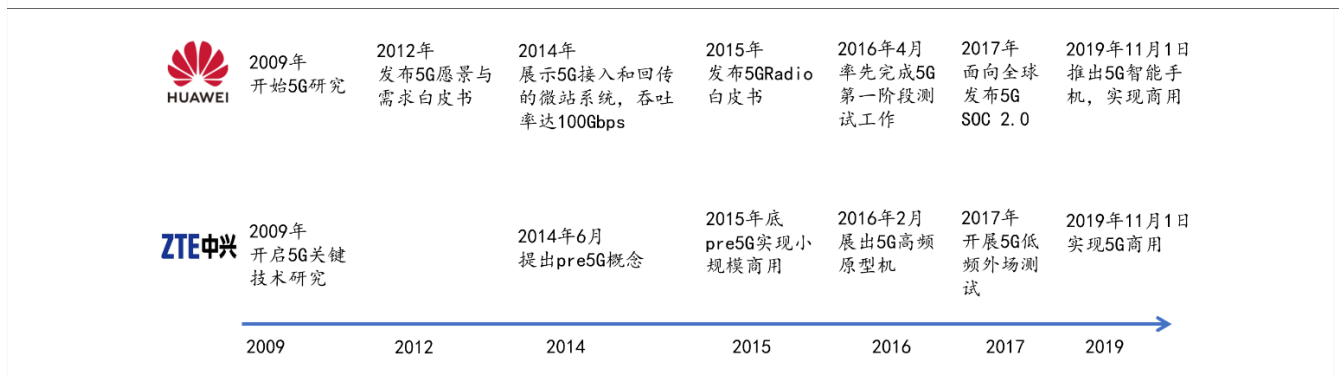 HUAWEI
2009年
开始5G研究
2012年
发布5G愿景与
需求白皮书
2014年
展示5G接入和回传
的微站系统，吞吐
率达100Gbps
2015年
发布5GRadio
白皮书
2016年4月
率先完成5G
第一阶段测
试工作
2017年
面向全球
发布5G
SOC 2.0
2019年11月1日
推出5G智能手
机，实现商用
ZTE中兴
2009年
开启5G关键
技术研究
2014年6月
提出pre5G概念
2015年底
pre5G实现小
规模商用
2016年2月
展出5G高频
原型机
2017年
开展5G低
频外场测
试
2019年11月1日
实现5G商用
2009
2012
2014
2015
2016
2017
2019